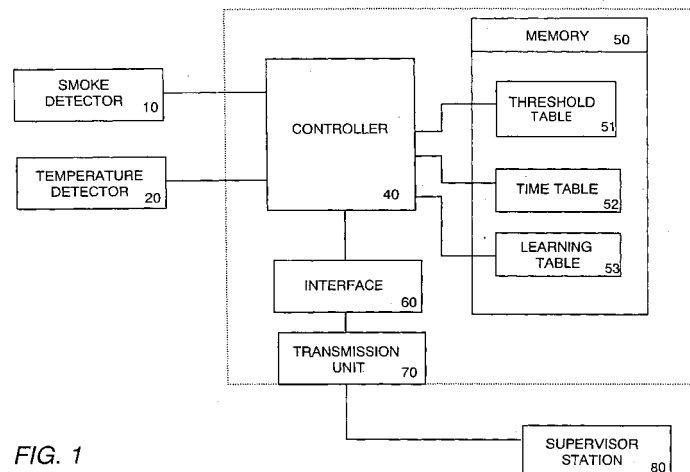 MEMORY
50
SMOKE
DETECTOR
10
CONTROLLER
40
THRESHOLD
TABLE
51
TEMPERATURE
DETECTOR
20
TIME TABLE
52
LEARNING
TABLE
53
INTERFACE
60
TRANSMISSION
UNIT
70
FIG. 1
SUPERVISOR
STATION
80